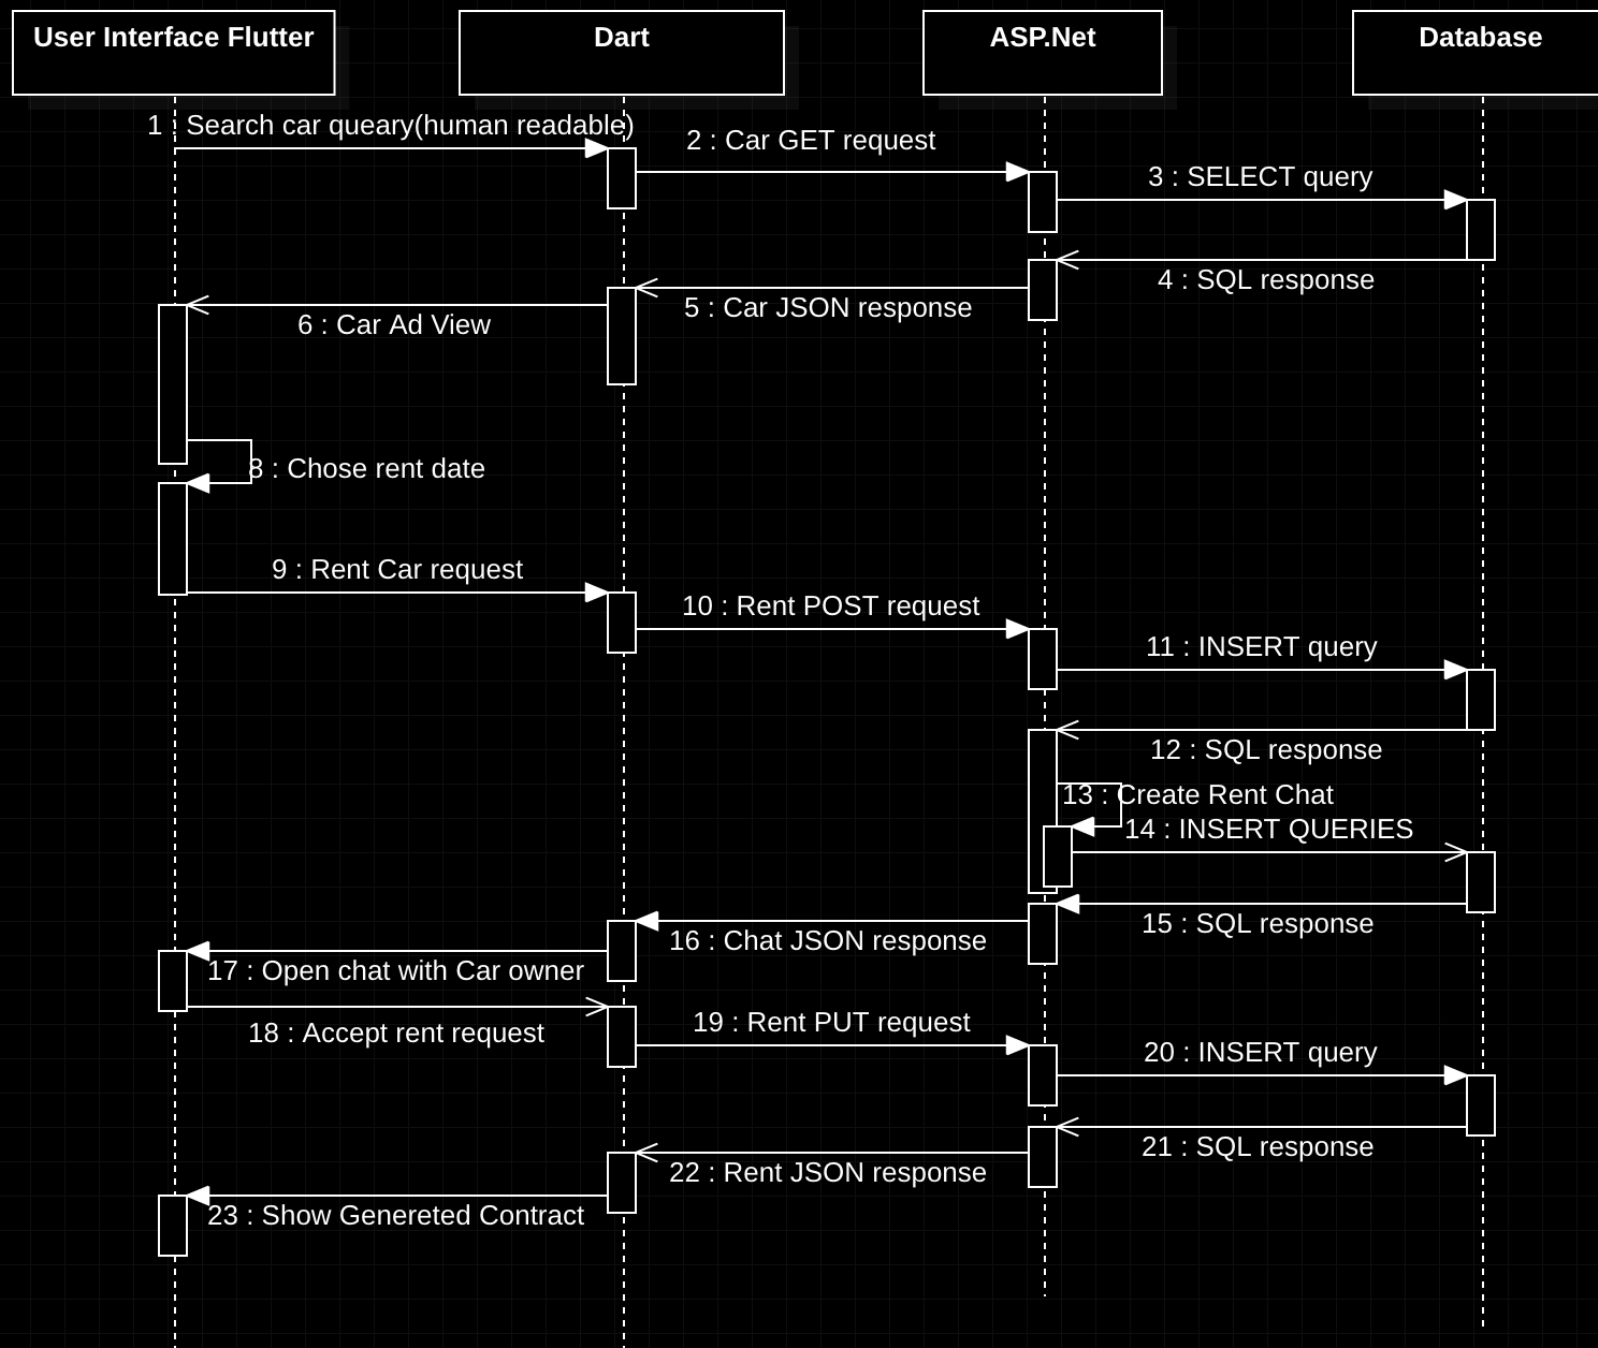 User Interface Flutter
Dart
ASP.Net
Database
1 : Search car queary(human readable)
2 : Car GET request
3 : SELECT query
4 : SQL response
5 : Car JSON response
6 : Car Ad View
8 : Chose rent date
9 : Rent Car request
10 : Rent POST request
11 : INSERT query
12 : SQL response
13 : Create Rent Chat
14 : INSERT QUERIES
15 : SQL response
16 : Chat JSON response
17 : Open chat with Car owner
18 : Accept rent request
19 : Rent PUT request
20 : INSERT query
21 : SQL response
22 : Rent JSON response
23 : Show Genereted Contract